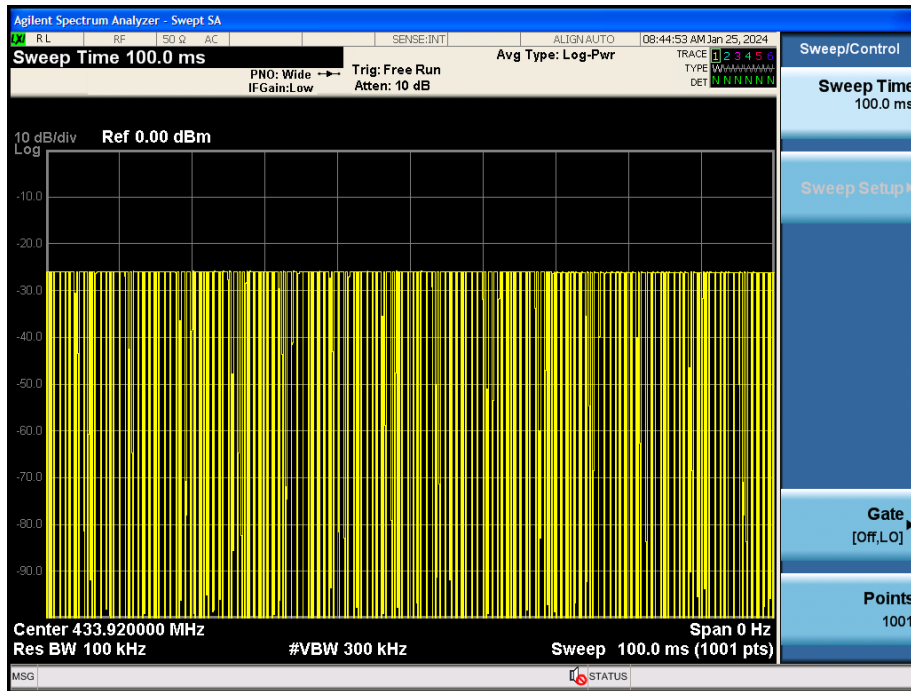 Agilent Spectrum Analyzer - Swept SA
LXI RL RF 50 Ω AC SENSE:INT ALIGN AUTO 08:44:53 AM Jan 25, 2024
Sweep Time 100.0 ms
PNO: Wide
IFGain:Low
Trig: Free Run
Atten: 10 dB
Avg Type: Log-Pwr
TRACE 1 2 3 4 5 6
TYPE WWWWWW
DET N N N N N N
10 dB/div Ref 0.00 dBm
Log
-10.0
-20.0
-30.0
-40.0
-50.0
-60.0
-70.0
-80.0
-90.0
Center 433.920000 MHz Span 0 Hz
Res BW 100 kHz #VBW 300 kHz Sweep 100.0 ms (1001 pts)
MSG STATUS
Sweep/Control
Sweep Time
100.0 ms
Sweep Setup
Gate
[Off,LO]
Points
1001